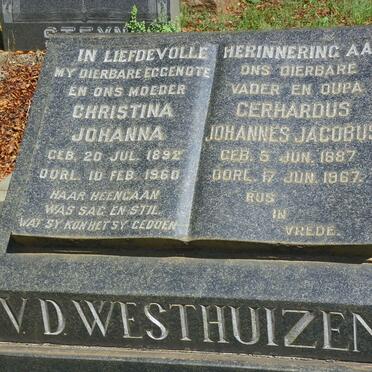 STEYN
IN LIEFDEVOLLE HERINNERING AA
MY DIERBARE EGGENOTE
EN ONS MOEDER
CHRISTINA
JOHANNA
GEB. 20 JUL. 1892
OORL. 10 FEB. 1960
HAAR HEENGAAN
WAS SAG EN STIL.
WAT SY KON HET SY GEDOEN
ONS DIERBARE
VADER EN OUPA
GERHARDUS
JOHANNES JACOBUS
GEB. 5 JUN. 1887
OORL. 17 JUN. 1967.
RUS
IN
VREDE.
V. D WESTHUIZEN